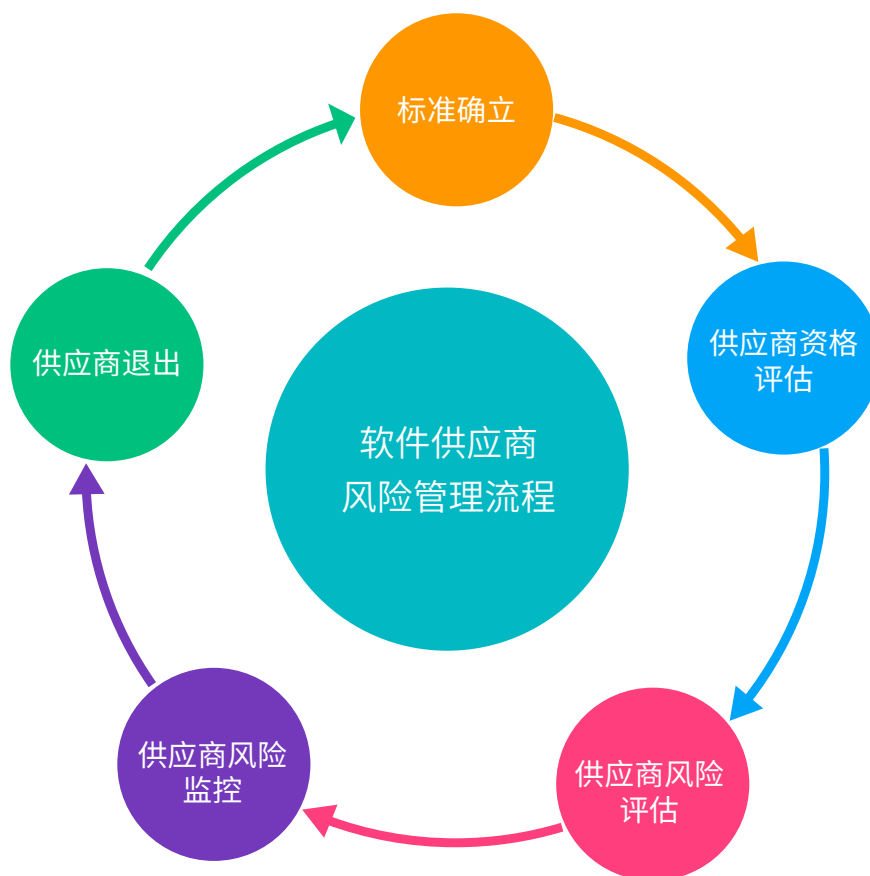 标准确立
供应商资格
评估
供应商风险
评估
供应商风险
监控
供应商退出
软件供应商
风险管理流程